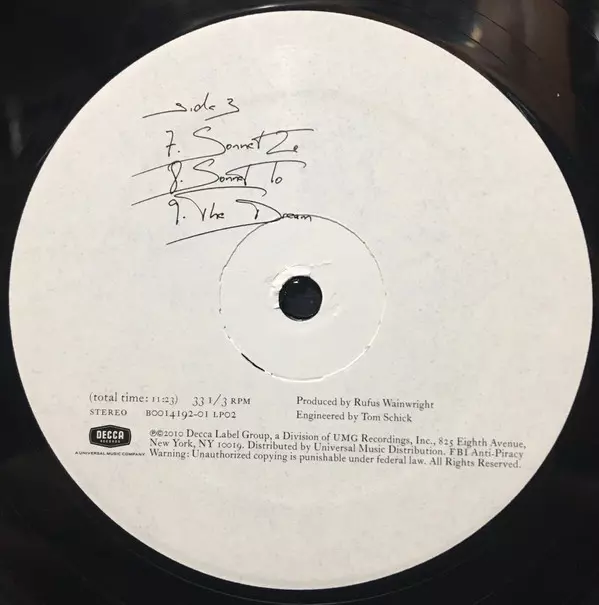 side 3
7. Sonnet 20
8. Sonnet 10
9. The Dream
(total time: 11:23) 33 1/3 RPM
STEREO B0014192-01 LP02
Produced by Rufus Wainwright
Engineered by Tom Schick
DECCA
RECORDS
A UNIVERSAL MUSIC COMPANY
℗©2010 Decca Label Group, a Division of UMG Recordings, Inc., 825 Eighth Avenue,
New York, NY 10019. Distributed by Universal Music Distribution. FBI Anti-Piracy
Warning: Unauthorized copying is punishable under federal law. All Rights Reserved.